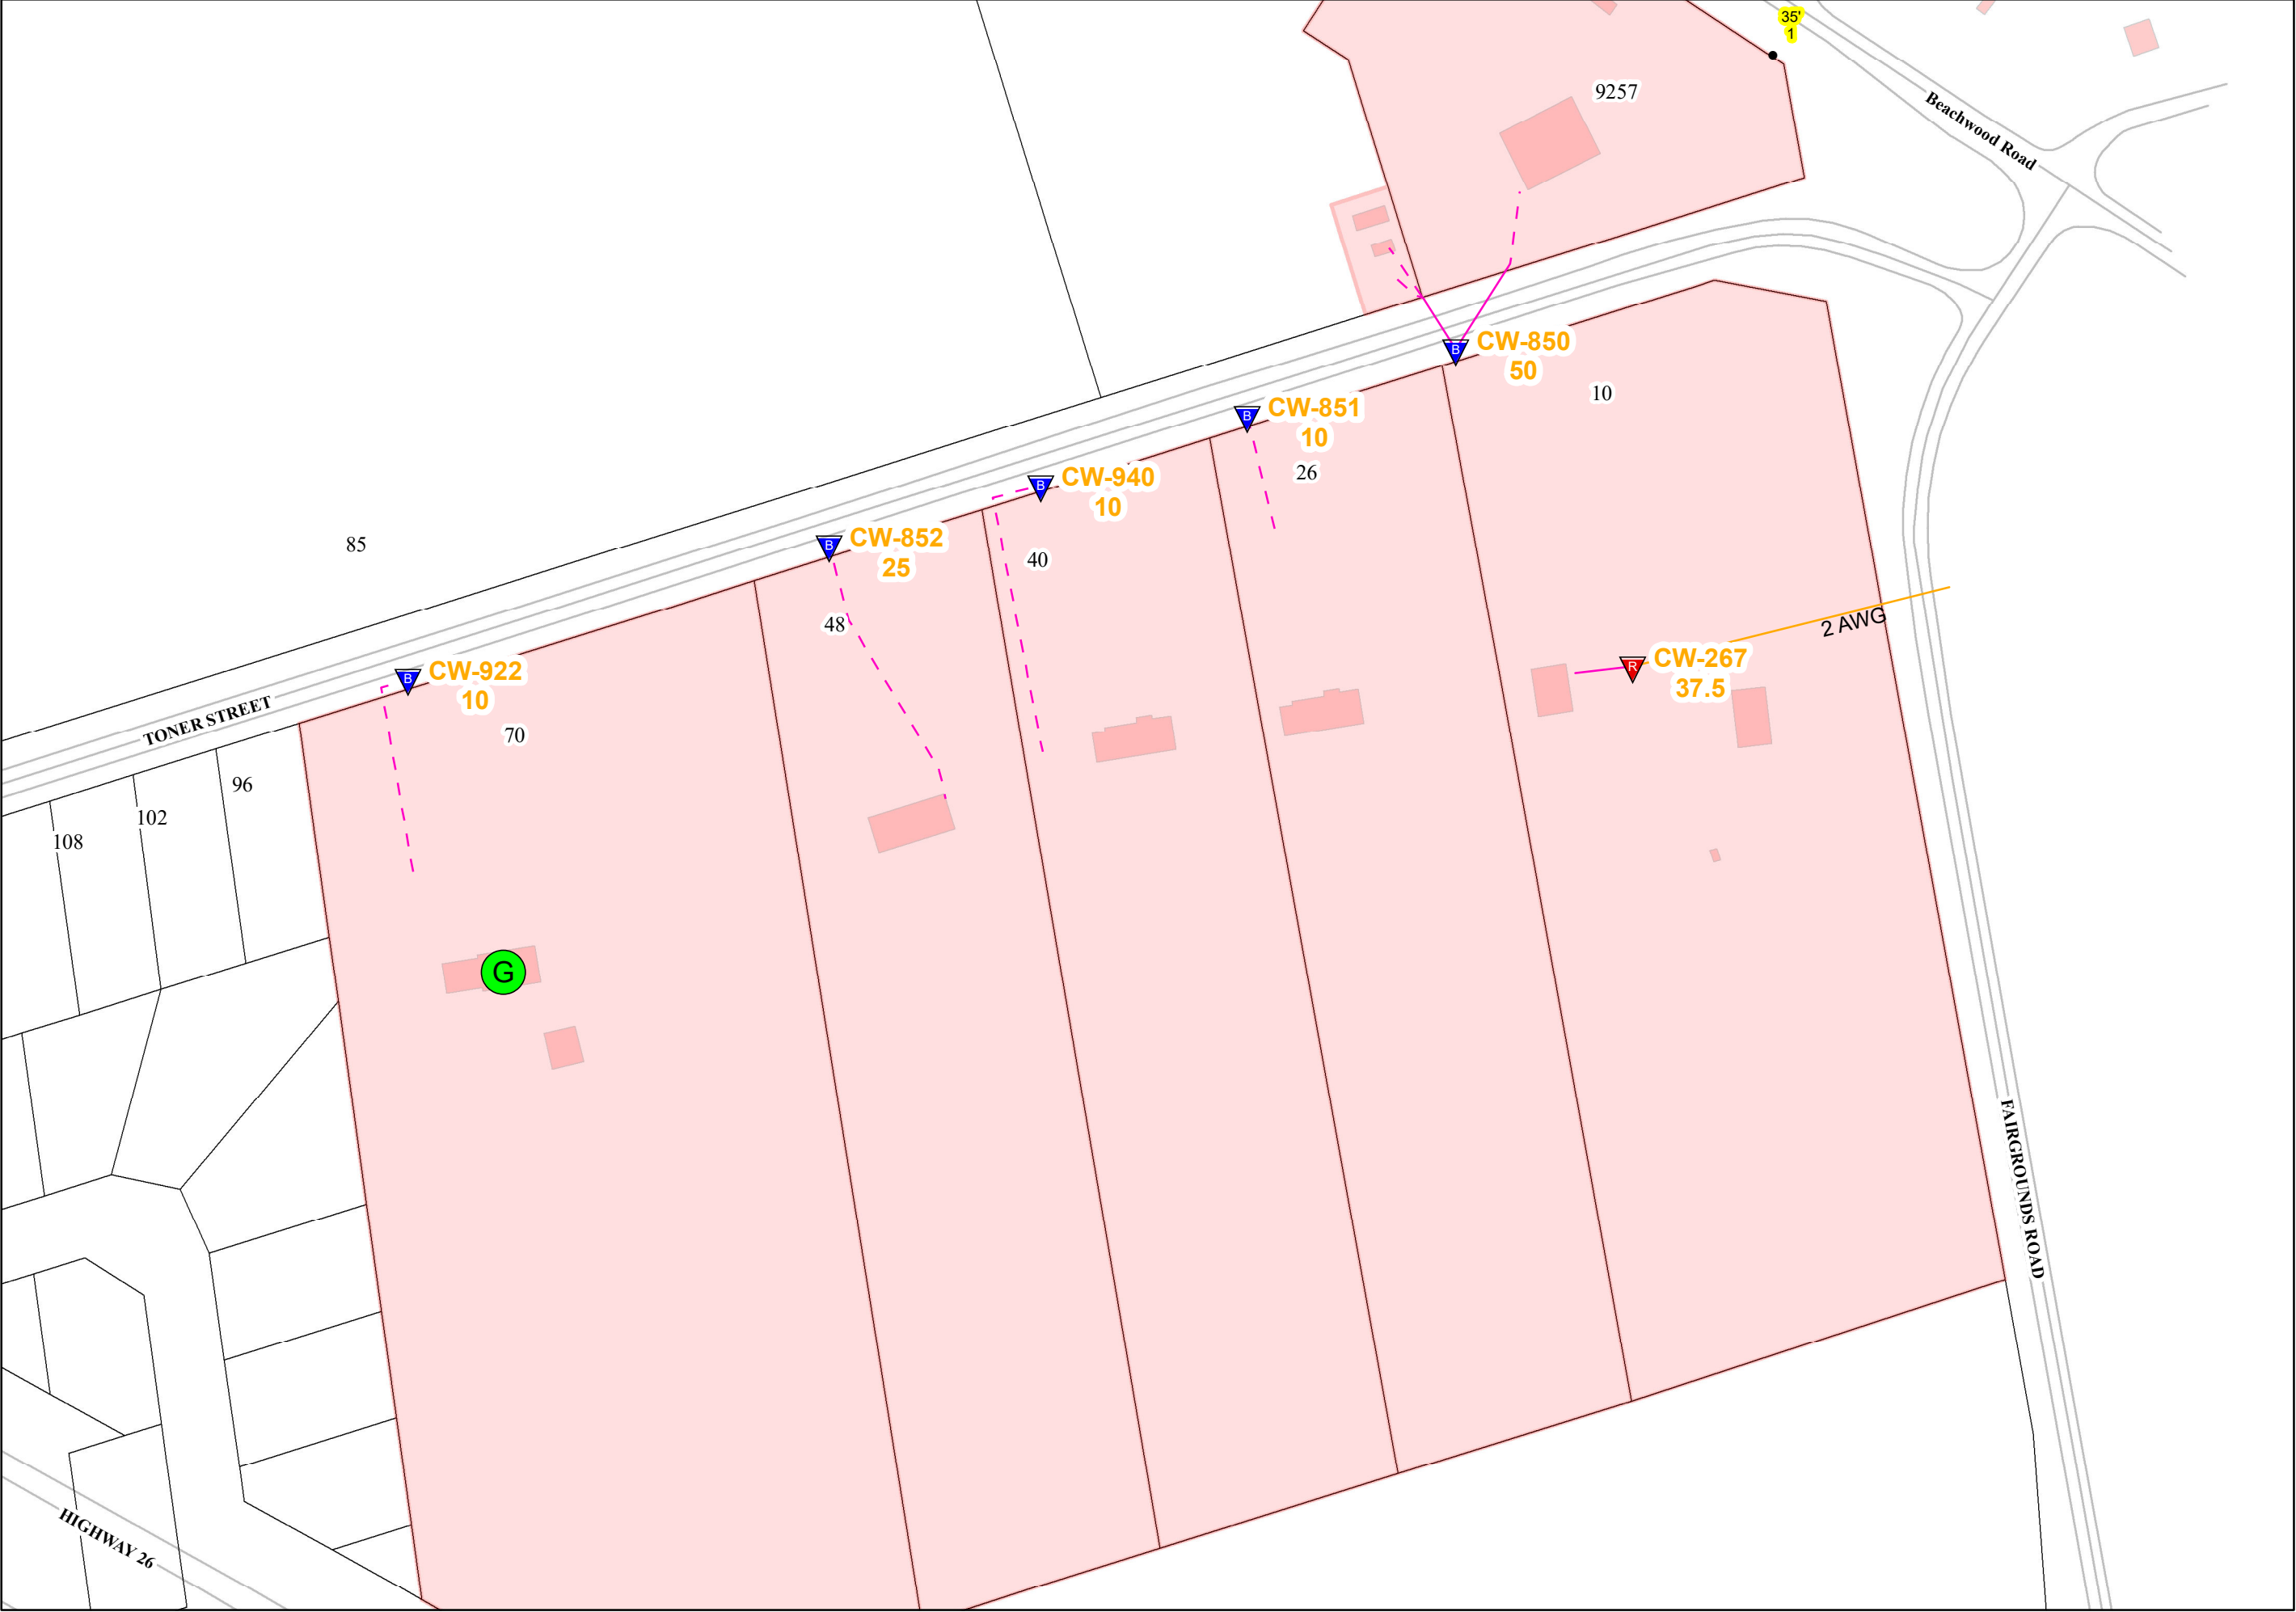 35'
1
9257
Beachwood Road
B
CW-850
50
10
B
CW-851
10
26
B
CW-940
10
40
B
CW-852
25
48
85
2 AWG
R
CW-267
37.5
B
CW-922
10
70
TONER STREET
96
102
108
G
FAIRGROUNDS ROAD
HIGHWAY 26